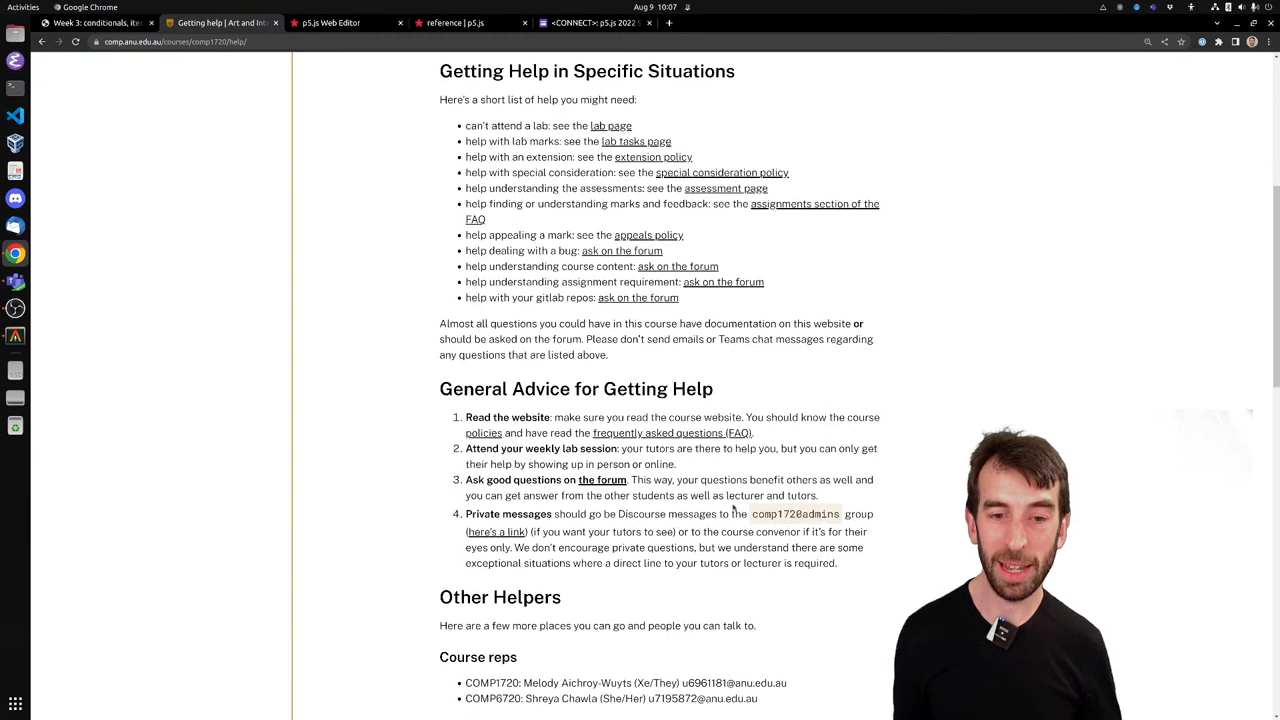 Activities
Google Chrome
Aug 9 10:07
Week 3: conditionals, iter
Getting help | Art and Inte
p5.js Web Editor
reference | p5.js
<CONNECT>: p5.js 2022 S
comp.anu.edu.au/courses/comp1720/help/
Getting Help in Specific Situations
Here's a short list of help you might need:
• can't attend a lab: see the lab page
• help with lab marks: see the lab tasks page
• help with an extension: see the extension policy
• help with special consideration: see the special consideration policy
• help understanding the assessments: see the assessment page
• help finding or understanding marks and feedback: see the assignments section of the
FAQ
• help appealing a mark: see the appeals policy
• help dealing with a bug: ask on the forum
• help understanding course content: ask on the forum
• help understanding assignment requirement: ask on the forum
• help with your gitlab repos: ask on the forum
Almost all questions you could have in this course have documentation on this website or
should be asked on the forum. Please don't send emails or Teams chat messages regarding
any questions that are listed above.
General Advice for Getting Help
1. Read the website: make sure you read the course website. You should know the course
policies and have read the frequently asked questions (FAQ).
2. Attend your weekly lab session: your tutors are there to help you, but you can only get
their help by showing up in person or online.
3. Ask good questions on the forum. This way, your questions benefit others as well and
you can get answer from the other students as well as lecturer and tutors.
4. Private messages should go be Discourse messages to the comp1720admins group
(here's a link) (if you want your tutors to see) or to the course convenor if it's for their
eyes only. We don't encourage private questions, but we understand there are some
exceptional situations where a direct line to your tutors or lecturer is required.
Other Helpers
Here are a few more places you can go and people you can talk to.
Course reps
• COMP1720: Melody Aichroy-Wuyts (Xe/They) u6961181@anu.edu.au
• COMP6720: Shreya Chawla (She/Her) u7195872@anu.edu.au